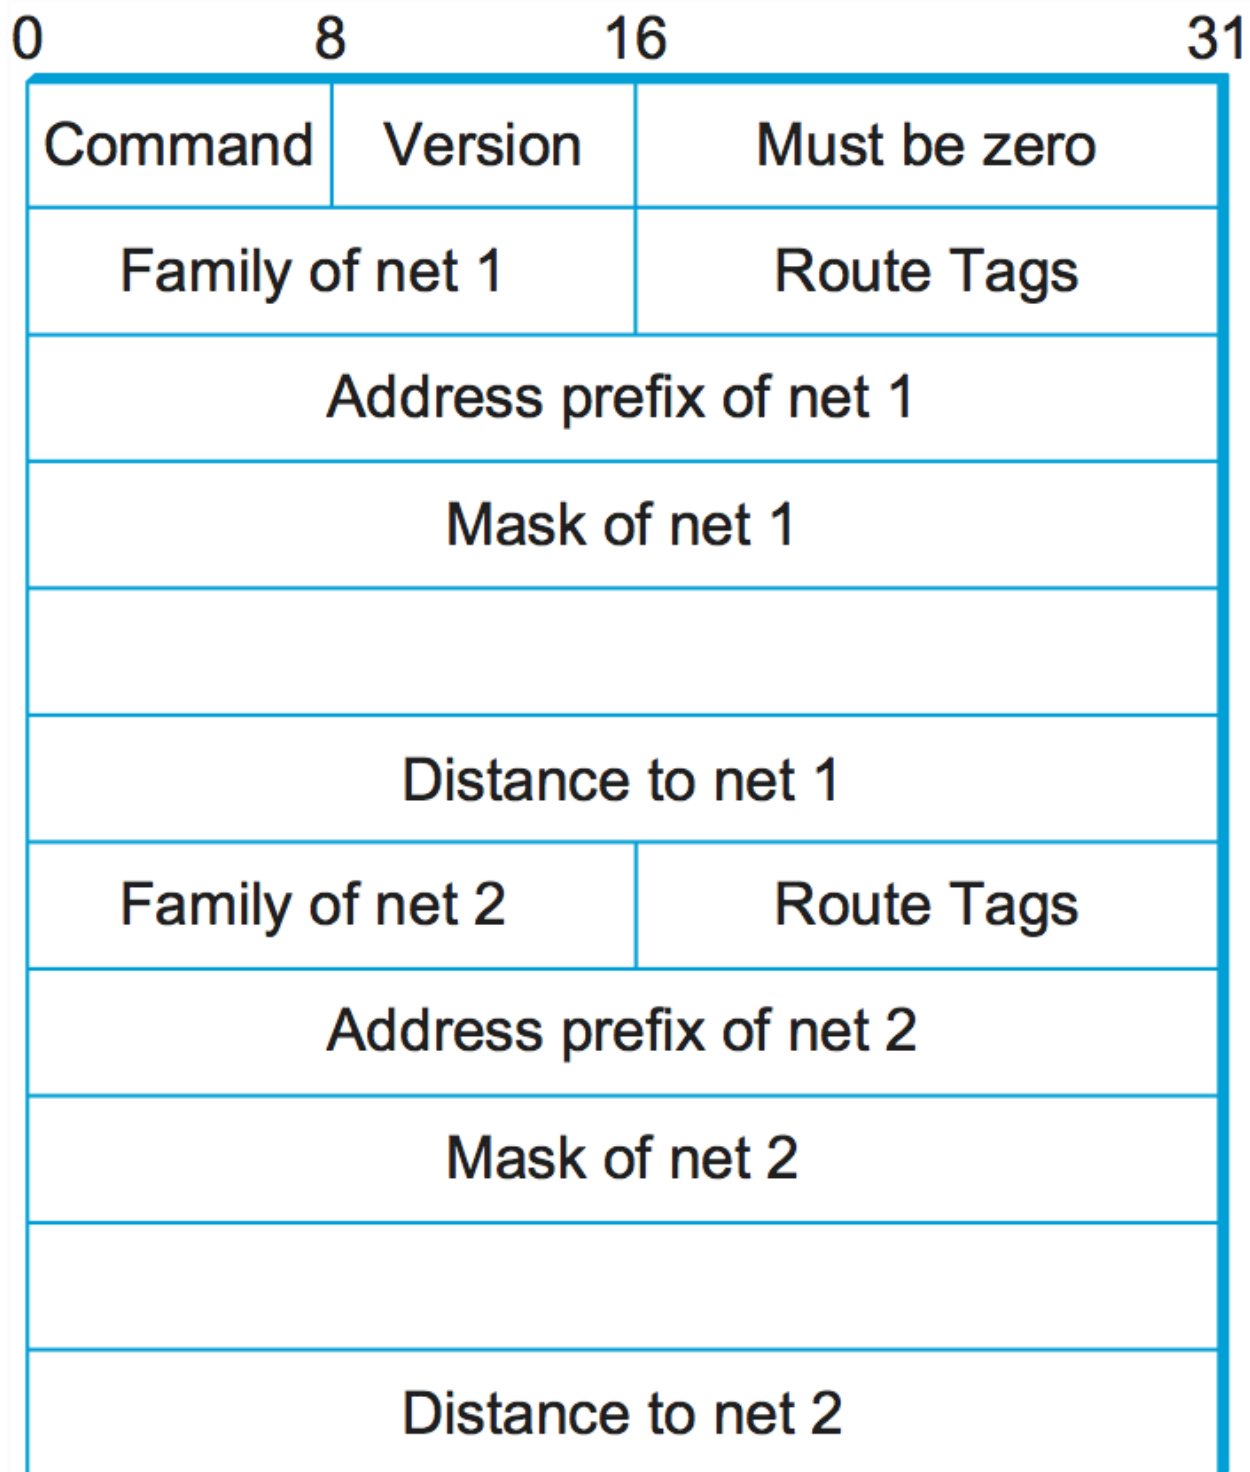 0 8 16 31
Command Version Must be zero
Family of net 1 Route Tags
Address prefix of net 1
Mask of net 1
Distance to net 1
Family of net 2 Route Tags
Address prefix of net 2
Mask of net 2
Distance to net 2